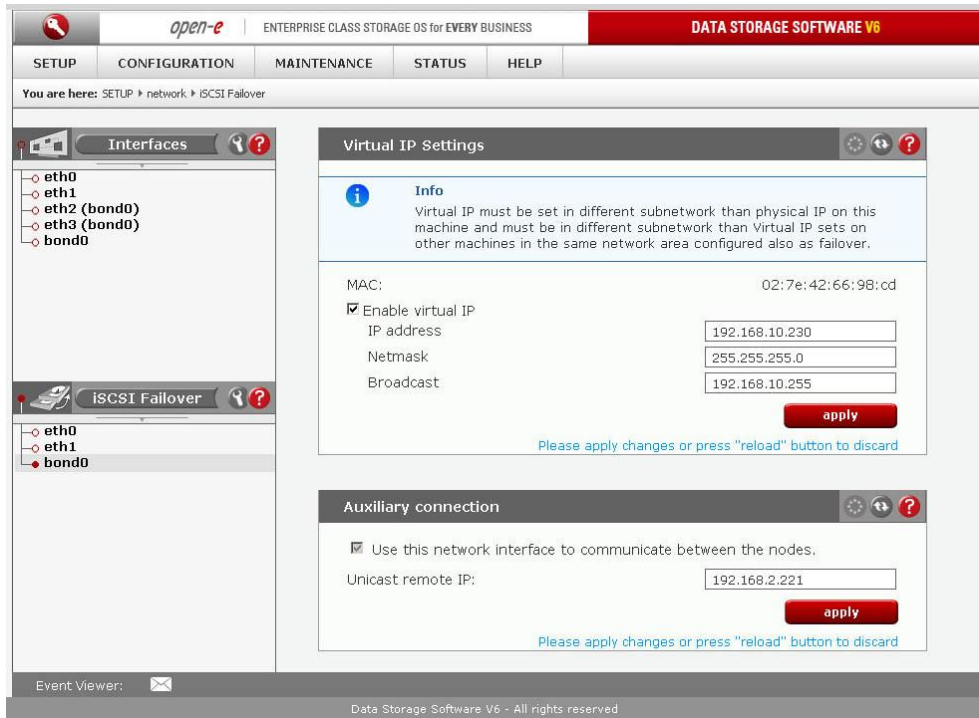 open-e ENTERPRISE CLASS STORAGE OS for EVERY BUSINESS DATA STORAGE SOFTWARE V6
SETUP CONFIGURATION MAINTENANCE STATUS HELP
You are here: SETUP network iSCSI Failover
Interfaces
eth0
eth1
eth2 (bond0)
eth3 (bond0)
bond0
iSCSI Failover
eth0
eth1
bond0
Virtual IP Settings
Info
Virtual IP must be set in different subnetwork than physical IP on this
machine and must be in different subnetwork than Virtual IP sets on
other machines in the same network area configured also as failover.
MAC: 02:7e:42:66:98:cd
Enable virtual IP
IP address 192.168.10.230
Netmask 255.255.255.0
Broadcast 192.168.10.255
apply
Please apply changes or press "reload" button to discard
Auxiliary connection
Use this network interface to communicate between the nodes.
Unicast remote IP: 192.168.2.221
apply
Please apply changes or press "reload" button to discard
Event Viewer:
Data Storage Software V6 - All rights reserved